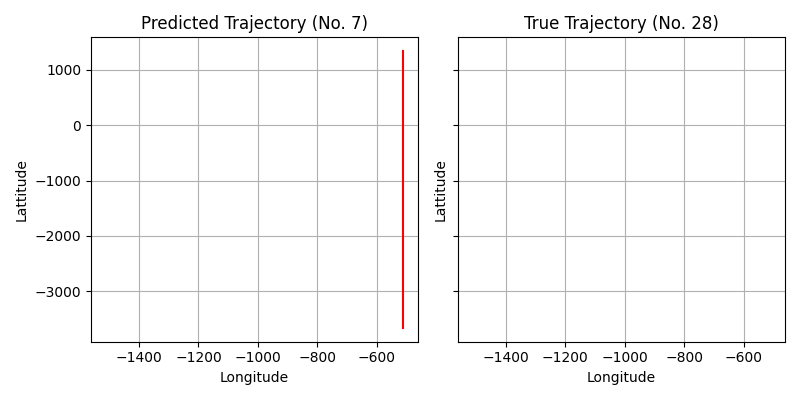 Predicted Trajectory (No. 7)
Lattitude
1000
0
−1000
−2000
−3000
−1400 −1200 −1000 −800 −600
Longitude
True Trajectory (No. 28)
Lattitude
−1400 −1200 −1000 −800 −600
Longitude